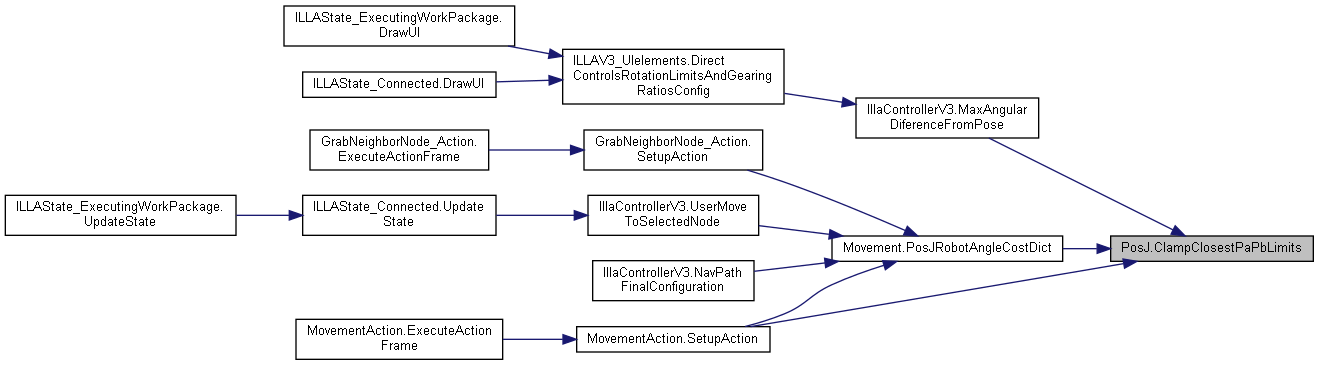 ILLAState_ExecutingWorkPackage.
DrawUI
ILLAState_Connected.DrawUI
ILLAV3_UIelements.Direct
ControlsRotationLimitsAndGearing
RatiosConfig
IllaControllerV3.MaxAngular
DiferenceFromPose
GrabNeighborNode_Action.
ExecuteActionFrame
GrabNeighborNode_Action.
SetupAction
ILLAState_ExecutingWorkPackage.
UpdateState
ILLAState_Connected.Update
State
IllaControllerV3.UserMove
ToSelectedNode
Movement.PosJRobotAngleCostDict
PosJ.ClampClosestPaPbLimits
IllaControllerV3.NavPath
FinalConfiguration
MovementAction.ExecuteAction
Frame
MovementAction.SetupAction